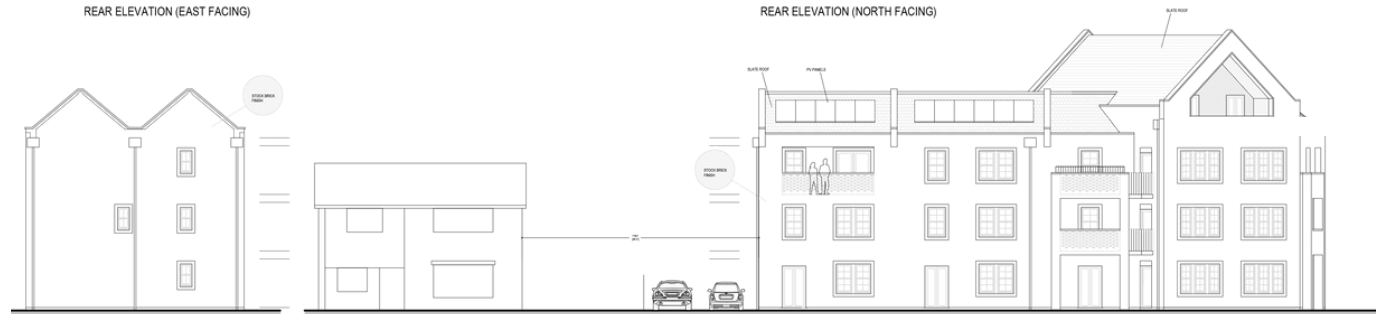 REAR ELEVATION (EAST FACING)
REAR ELEVATION (NORTH FACING)
SLATE ROOF
SLATE ROOF
PV PANELS
STOCK BRICK
FINISH
STOCK BRICK
FINISH